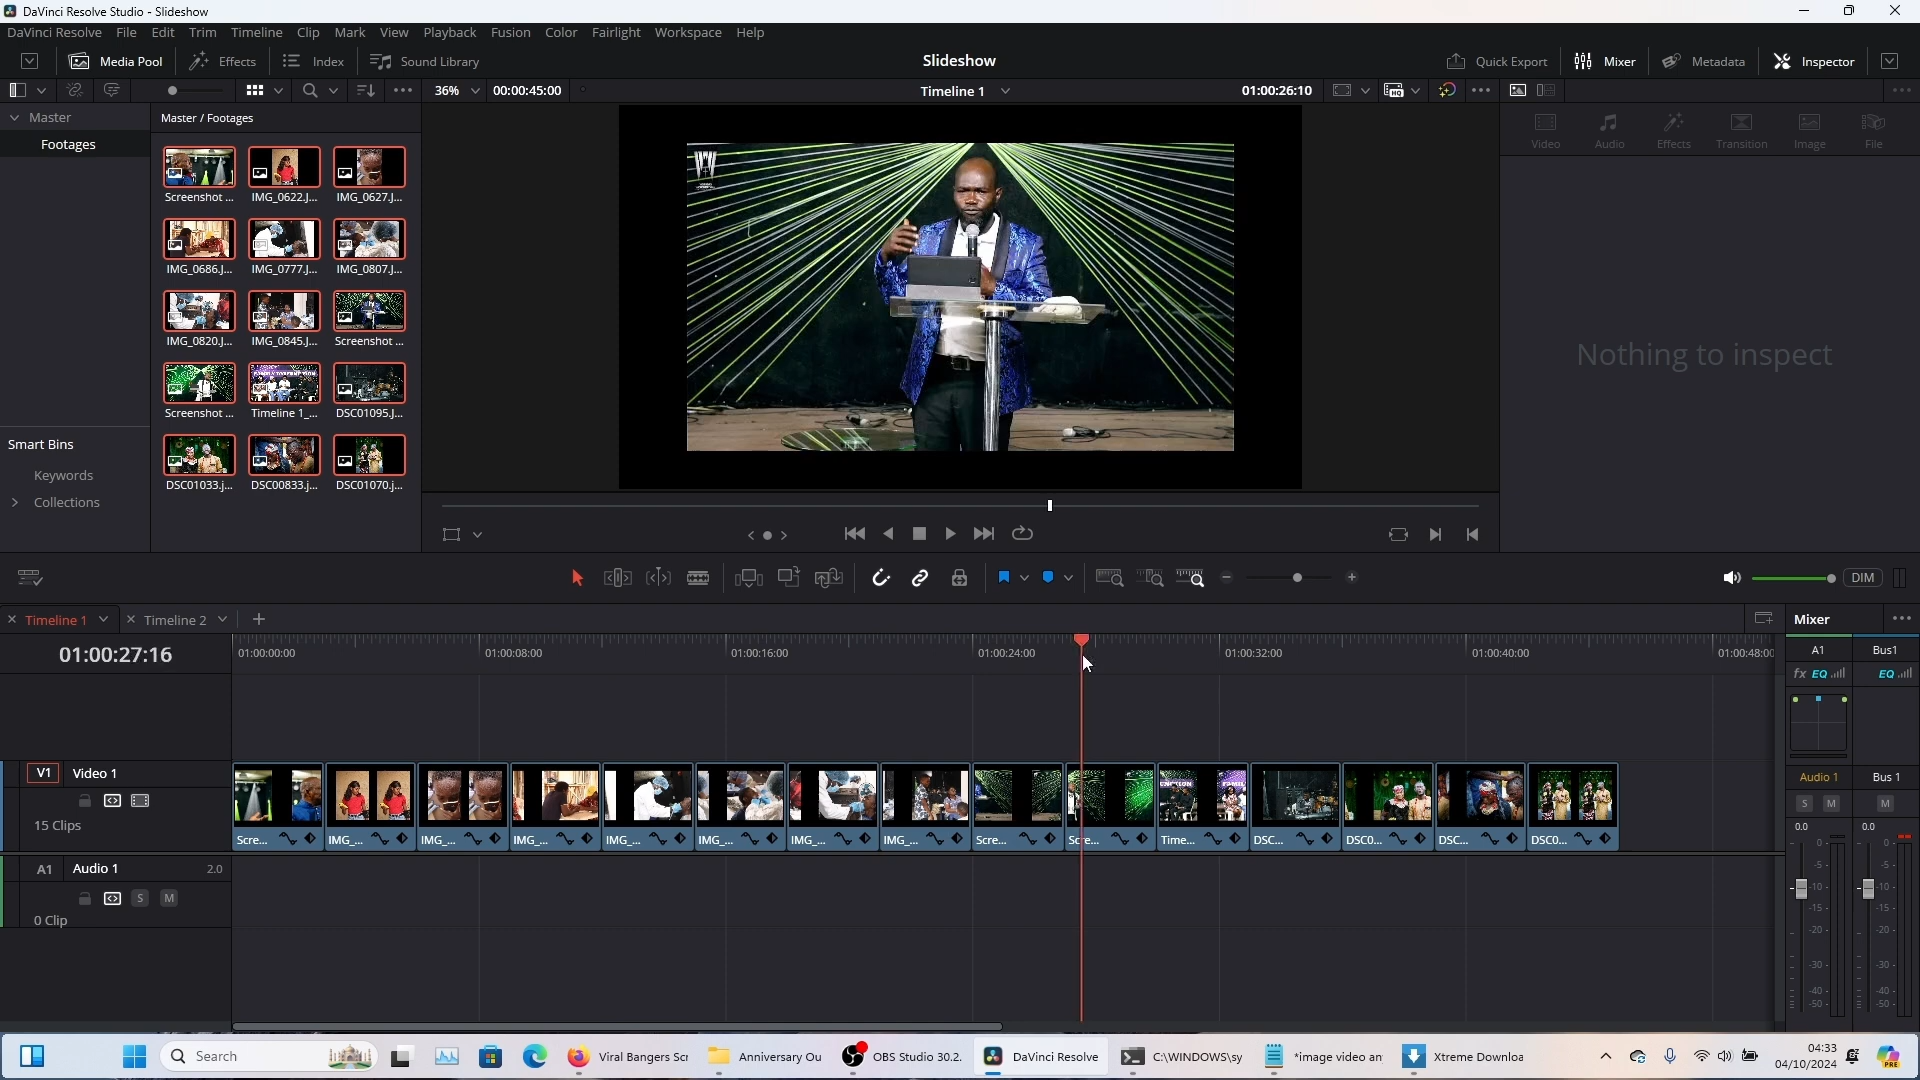 DaVinci Resolve Studio - Slideshow
DaVinci Resolve File Edit Trim Timeline Clip Mark View Playback Fusion Color Fairlight Workspace Help
Media Pool Effects Index Sound Library Slideshow Quick Export Mixer Metadata Inspector
36% 00:00:45:00 Timeline 1 01:00:26:10
Master
Footages
Master / Footages
Screenshot ... IMG_0622.J... IMG_0627.J...
IMG_0686.J... IMG_0777.J... IMG_0807.J...
IMG_0820.J... IMG_0845.J... Screenshot ...
Screenshot ... Timeline 1_... DSC01095.J...
DSC01033.j... DSC00833.j... DSC01070.j...
Smart Bins
Keywords
Collections
Video Audio Effects Transition Image File
Nothing to inspect
DIM
Timeline 1 Timeline 2
01:00:27:16
01:00:00:00 01:00:08:00 01:00:16:00 01:00:24:00 01:00:32:00 01:00:40:00 01:00:48:00
V1 Video 1
15 Clips
Scre... IMG_... IMG_... IMG_... IMG_... IMG_... IMG_... IMG_... Scre... Scre... Time... DSC... DSC0... DSC... DSC0...
A1 Audio 1 2.0
S M
0 Clip
Mixer
A1 Bus1
fx EQ EQ
Audio 1 Bus 1
S M M
0.0 0.0
0 0
-5 -5
-10 -10
-15 -15
-20 -20
-30 -30
-40 -40
-50 -50
Search
Viral Bangers Scr
Anniversary Ou
OBS Studio 30.2.
DaVinci Resolve
C:\WINDOWS\sy
*image video an
Xtreme Downloa
04:33
04/10/2024
PRE